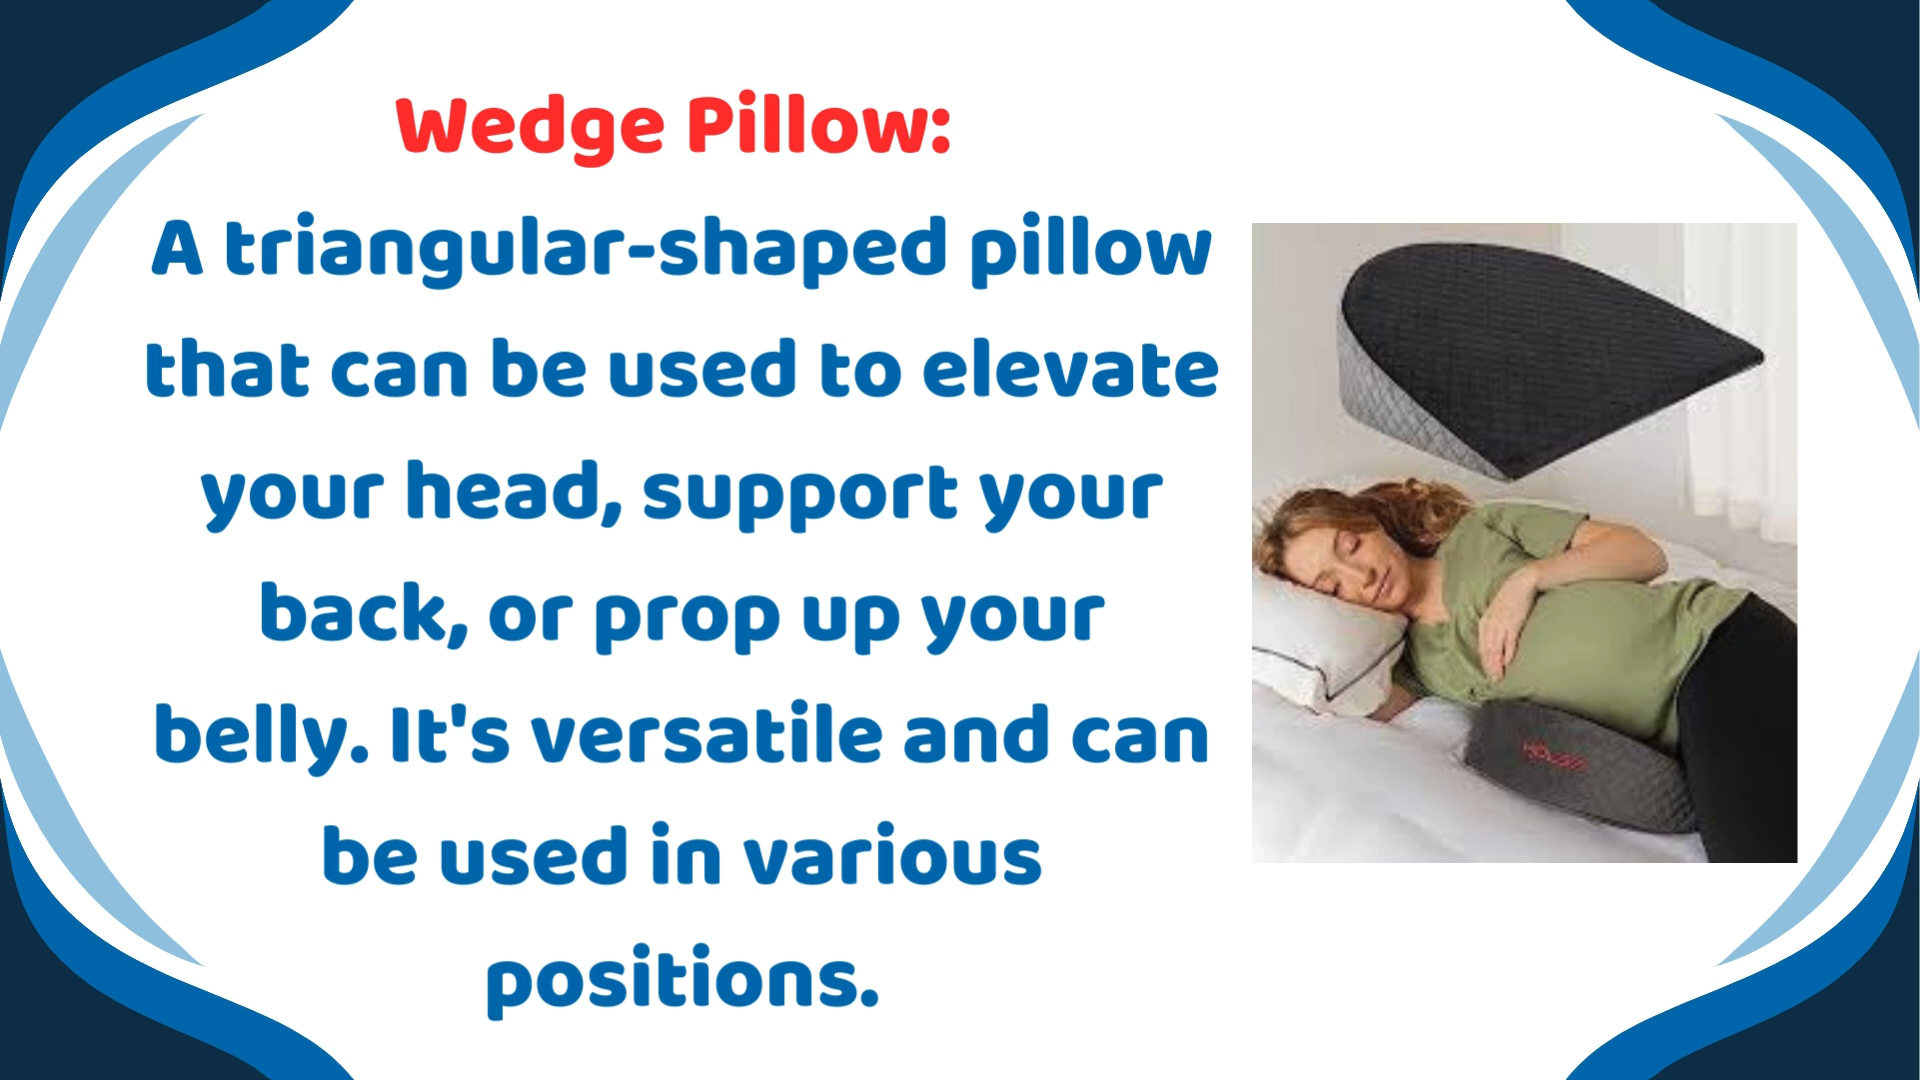 Wedge Pillow:
A triangular-shaped pillow
that can be used to elevate
your head, support your
back, or prop up your
belly. It's versatile and can
be used in various
positions.